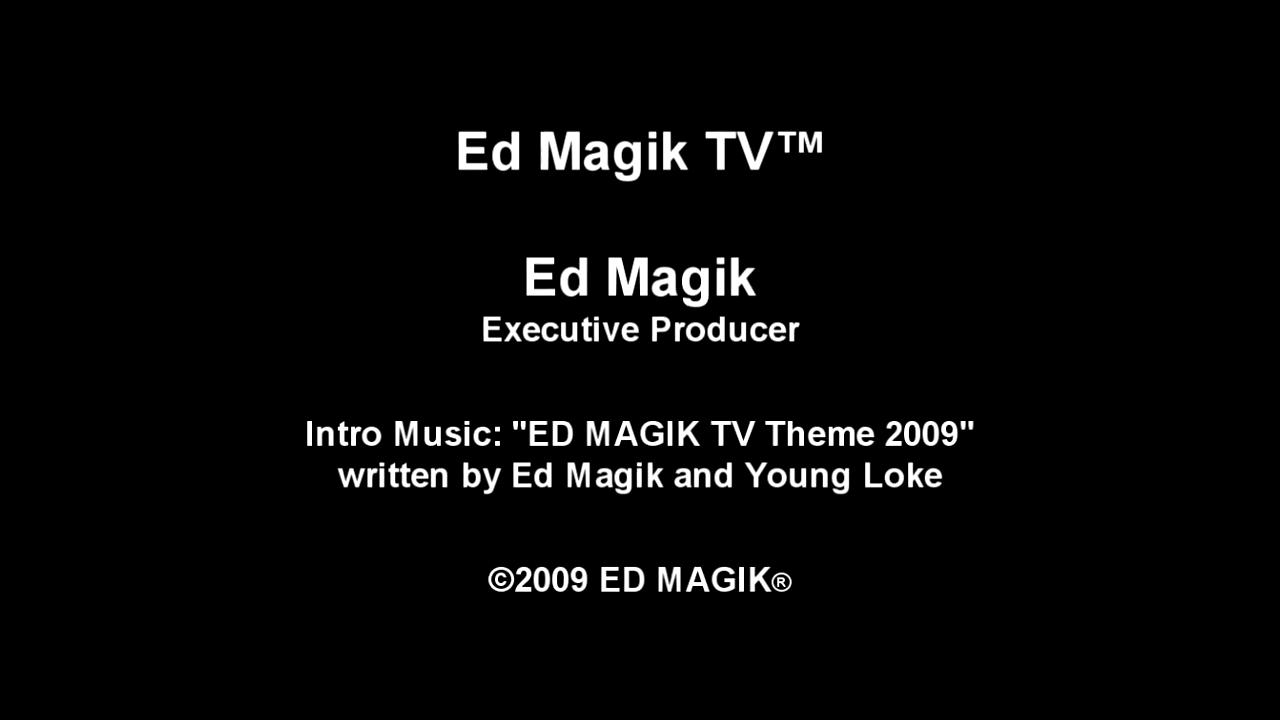 Ed Magik TV™
Ed Magik
Executive Producer
Intro Music: "ED MAGIK TV Theme 2009"
written by Ed Magik and Young Loke
©2009 ED MAGIK®